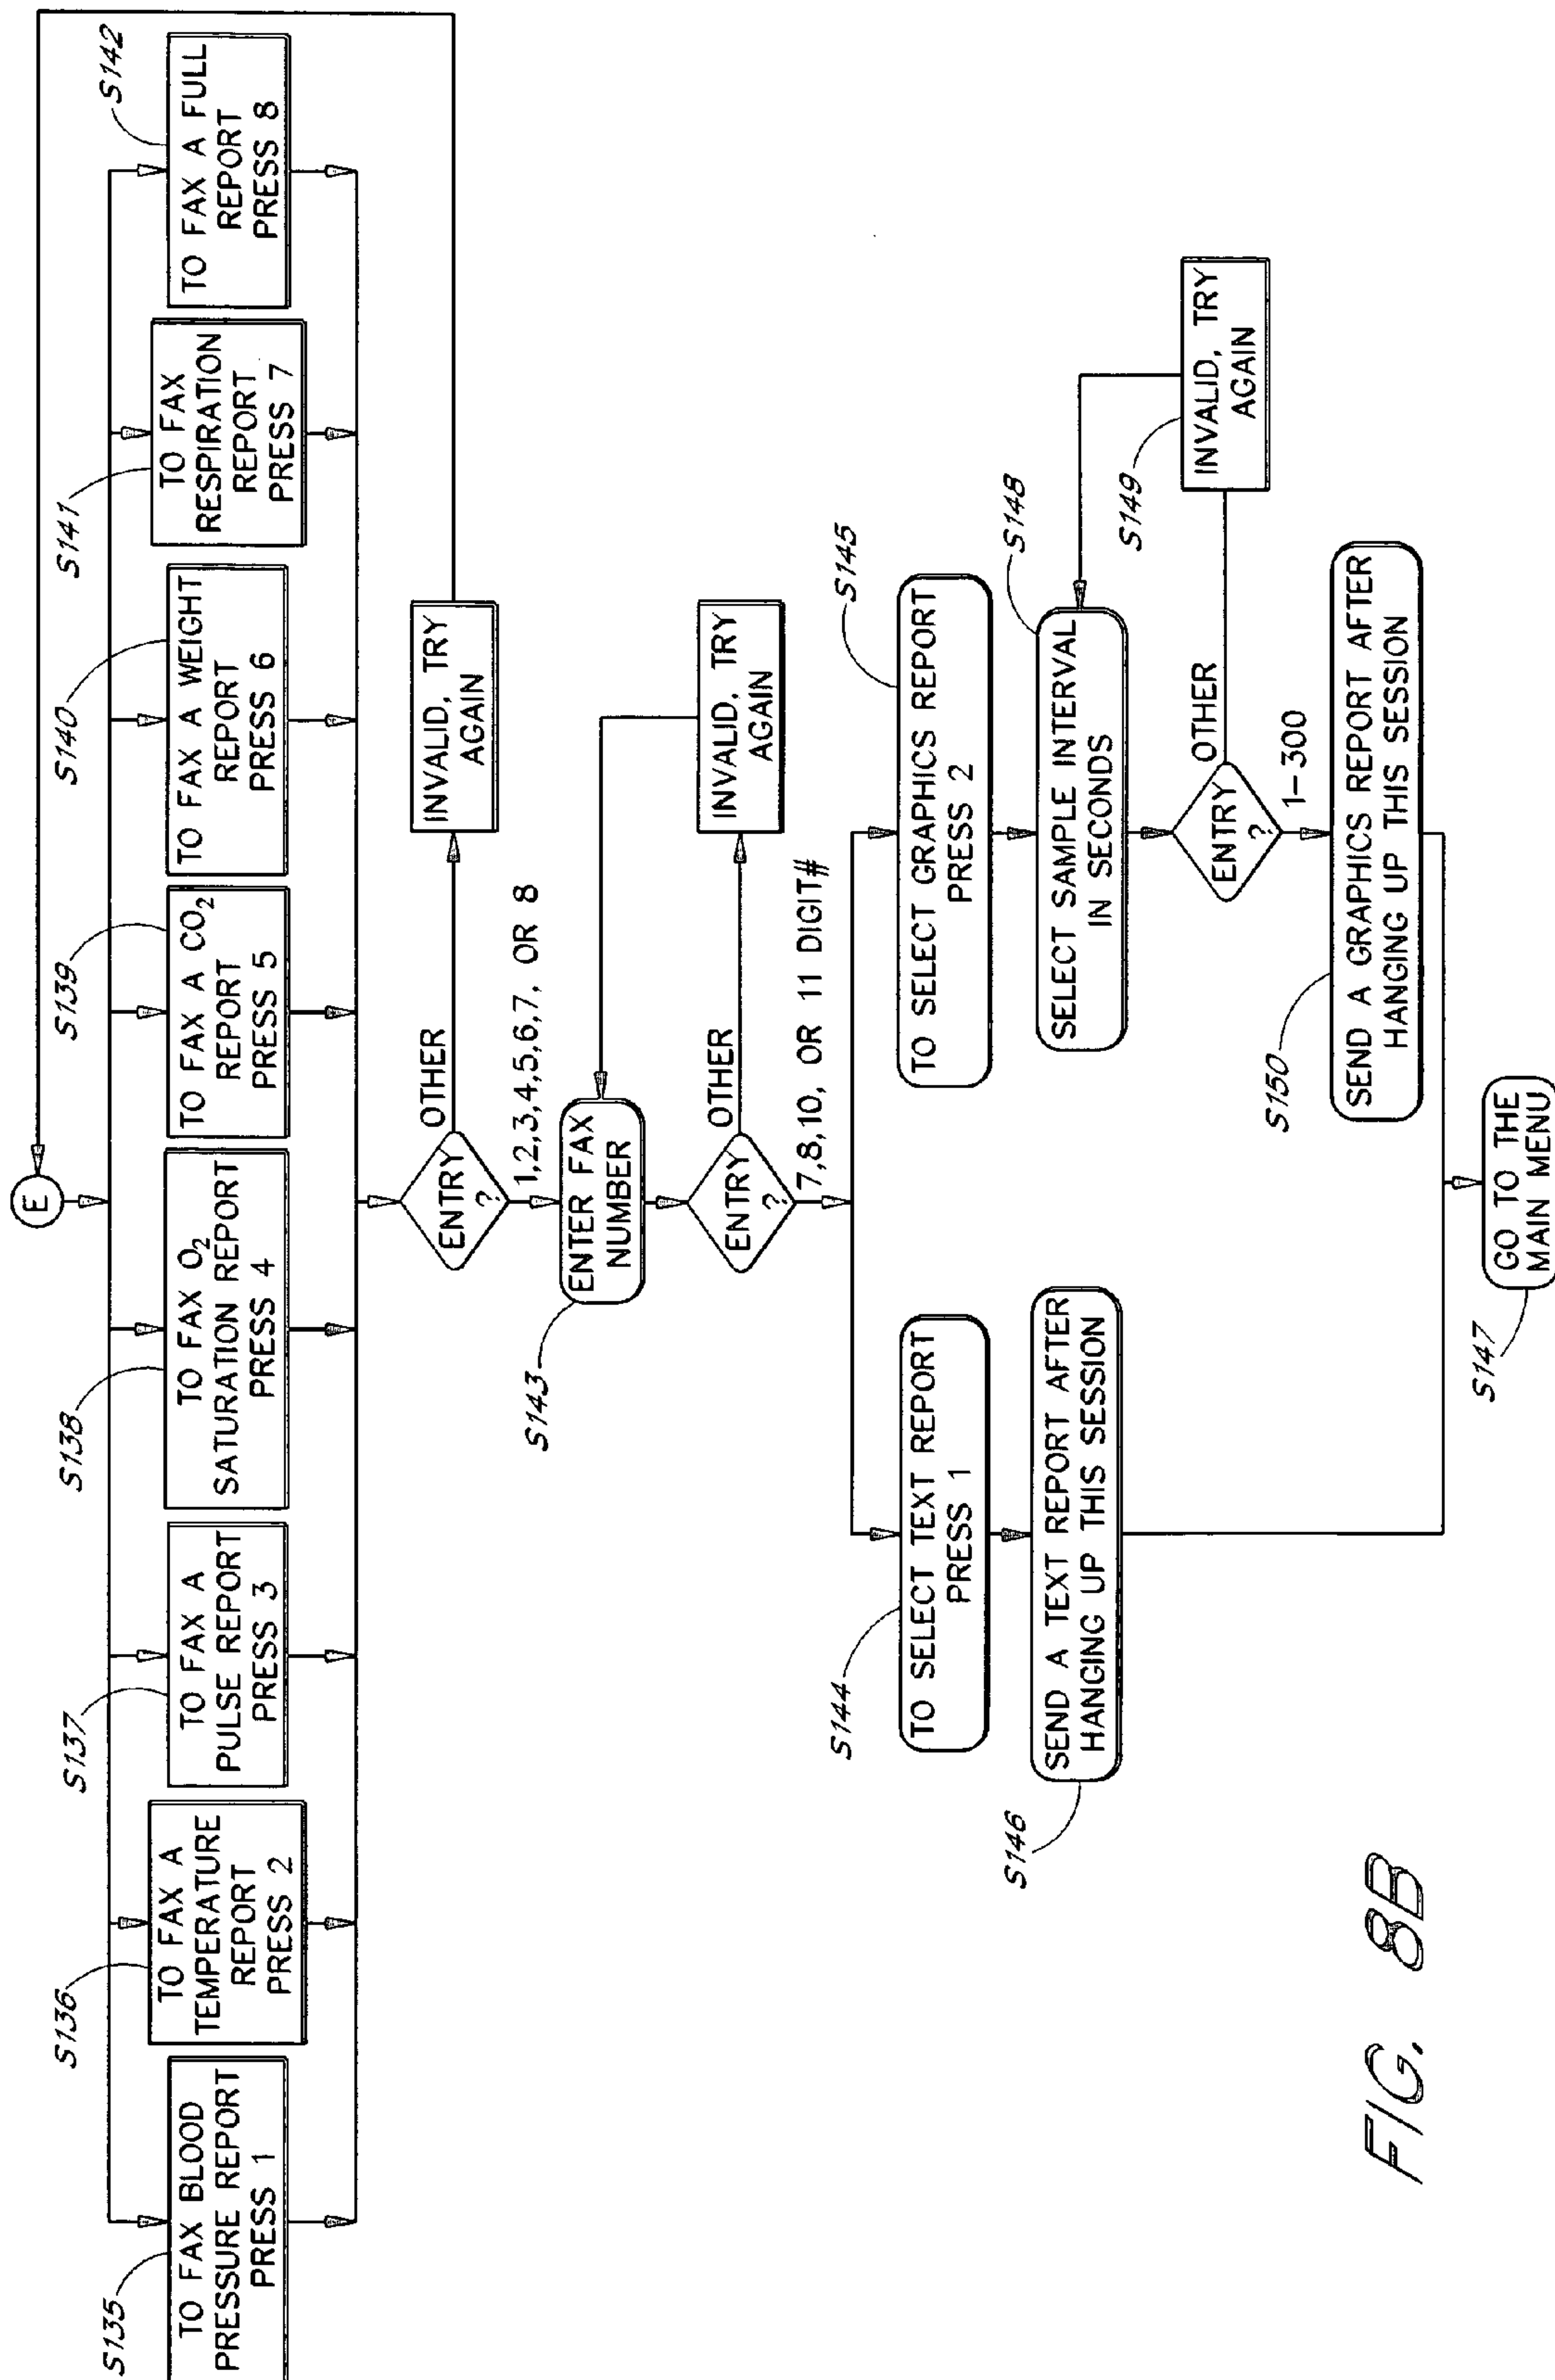 E
S135
TO FAX BLOOD
PRESSURE REPORT
PRESS 1
S136
TO FAX A
TEMPERATURE
REPORT
PRESS 2
S137
TO FAX A
PULSE REPORT
PRESS 3
S138
TO FAX O₂
SATURATION REPORT
PRESS 4
S139
TO FAX A CO₂
REPORT
PRESS 5
S140
TO FAX A WEIGHT
REPORT
PRESS 6
S141
TO FAX
RESPIRATION
REPORT
PRESS 7
S142
TO FAX A FULL
REPORT
PRESS 8
ENTRY
?
OTHER
INVALID, TRY
AGAIN
1,2,3,4,5,6,7, OR 8
S143
ENTER FAX
NUMBER
ENTRY
?
OTHER
INVALID, TRY
AGAIN
7,8,10, OR 11 DIGIT#
S144
TO SELECT TEXT REPORT
PRESS 1
S145
TO SELECT GRAPHICS REPORT
PRESS 2
S146
SEND A TEXT REPORT AFTER
HANGING UP THIS SESSION
S148
SELECT SAMPLE INTERVAL
IN SECONDS
ENTRY
?
OTHER
S149
INVALID, TRY
AGAIN
1-300
S150
SEND A GRAPHICS REPORT AFTER
HANGING UP THIS SESSION
S147
GO TO THE
MAIN MENU
FIG. 8B